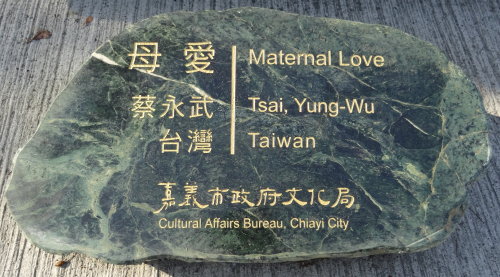 母愛 Maternal Love
蔡永武 Tsai, Yung-Wu
台灣 Taiwan
嘉義市政府文化局
Cultural Affairs Bureau, Chiayi City